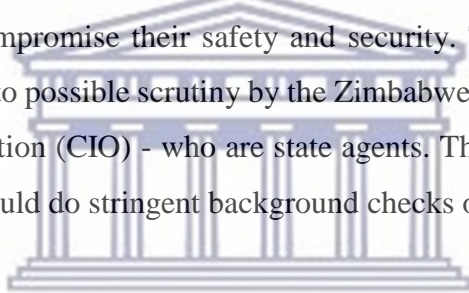 mpromise their safety and security.
to possible scrutiny by the Zimbabwe
tion (CIO) - who are state agents. Th
uld do stringent background checks o